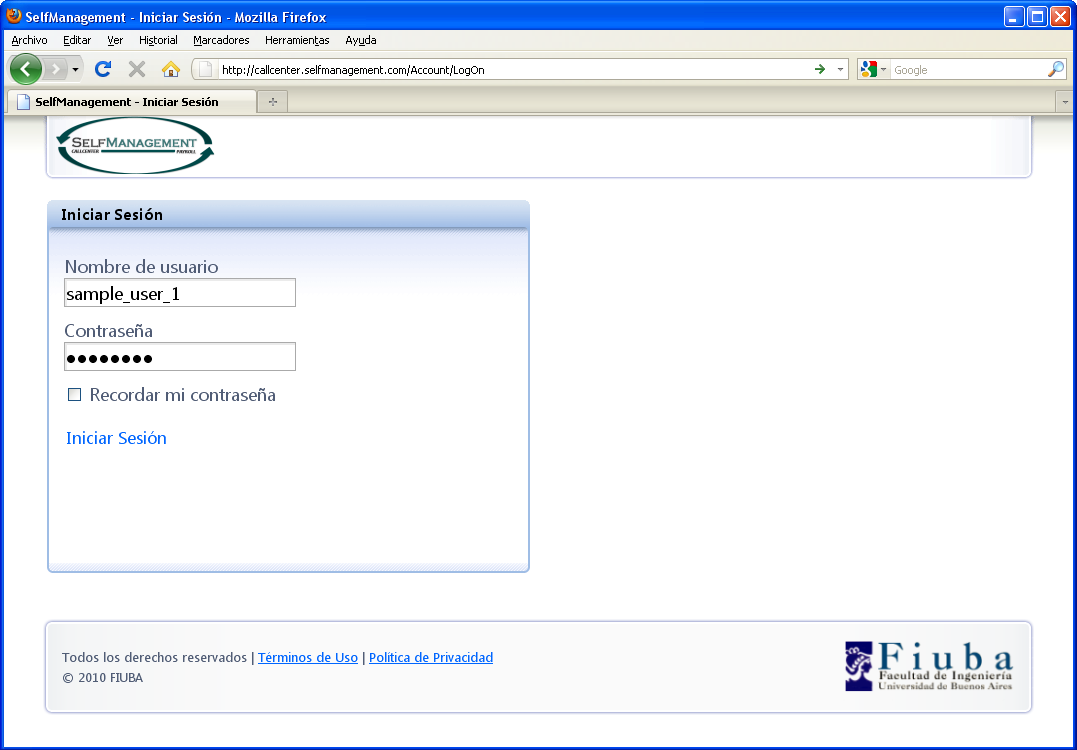 SelfManagement - Iniciar Sesión - Mozilla Firefox
Archivo Editar Ver Historial Marcadores Herramientas Ayuda
http://callcenter.selfmanagement.com/Account/LogOn Google
SelfManagement - Iniciar Sesión
SELFMANAGEMENT
CALLCENTER PAYROLL
Iniciar Sesión
Nombre de usuario
sample_user_1
Contraseña
Recordar mi contraseña
Iniciar Sesión
Todos los derechos reservados | Términos de Uso | Política de Privacidad
© 2010 FIUBA
Fiuba
Facultad de Ingeniería
Universidad de Buenos Aires